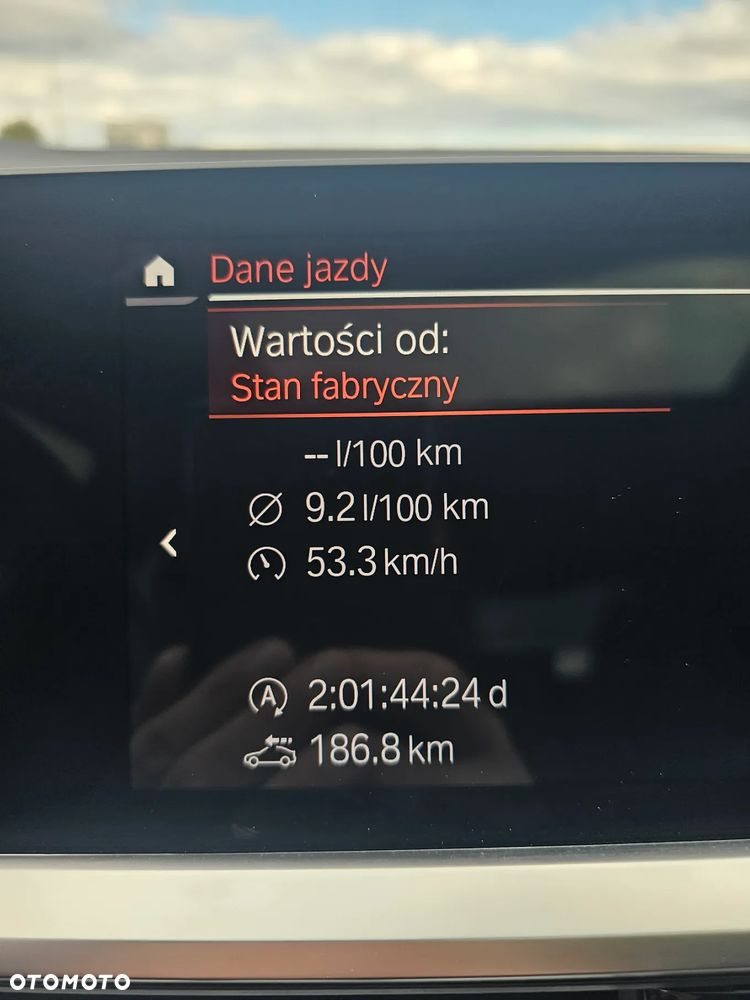 Dane jazdy
Wartości od:
Stan fabryczny
-- l/100 km
9.2 l/100 km
53.3 km/h
A 2:01:44:24 d
186.8 km
OTOMOTO